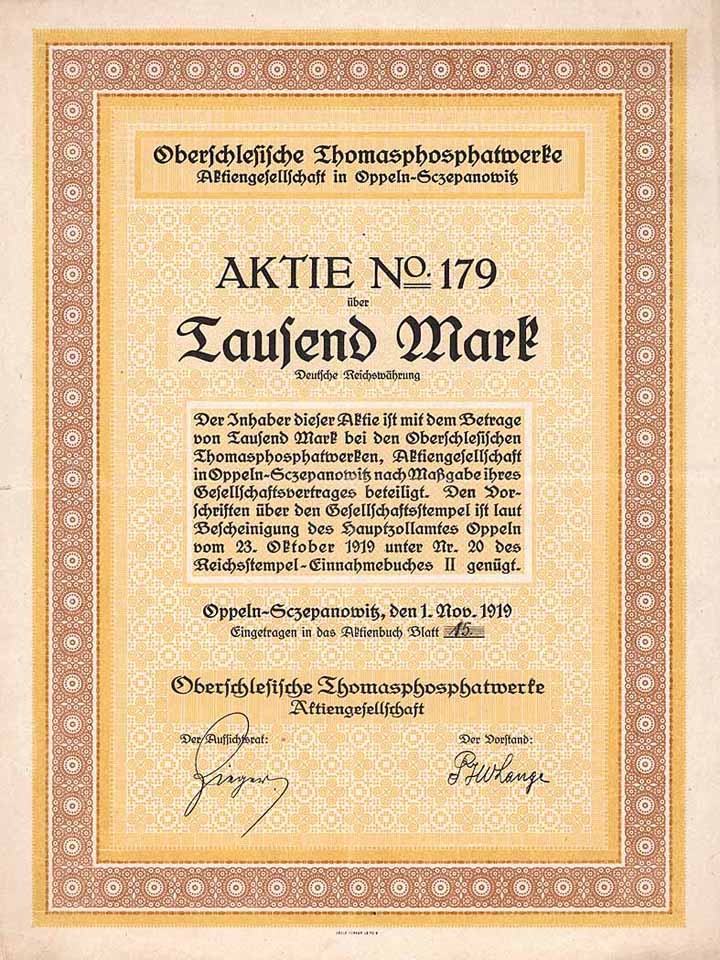 Oberschlesische Thomasphosphatwerke
Aktiengesellschaft in Oppeln-Sczepanowitz
AKTIE No. 179
über
Tausend Mark
Deutsche Reichswährung
Der Inhaber dieser Aktie ist mit dem Betrage
von Tausend Mark bei den Oberschlesischen
Thomasphosphatwerken, Aktiengesellschaft
in Oppeln-Sczepanowitz nach Maßgabe ihres
Gesellschaftsvertrages beteiligt. Den Vor-
schriften über den Gesellschaftsstempel ist laut
Bescheinigung des Hauptzollamtes Oppeln
vom 23. Oktober 1919 unter Nr. 20 des
Reichsstempel-Einnahmebuches II genügt.
Oppeln-Sczepanowitz, den 1. Nov. 1919
Eingetragen in das Aktienbuch Blatt 15.
Oberschlesische Thomasphosphatwerke
Aktiengesellschaft
Der Aufsichtsrat: Der Vorstand:
Zieger. Lange